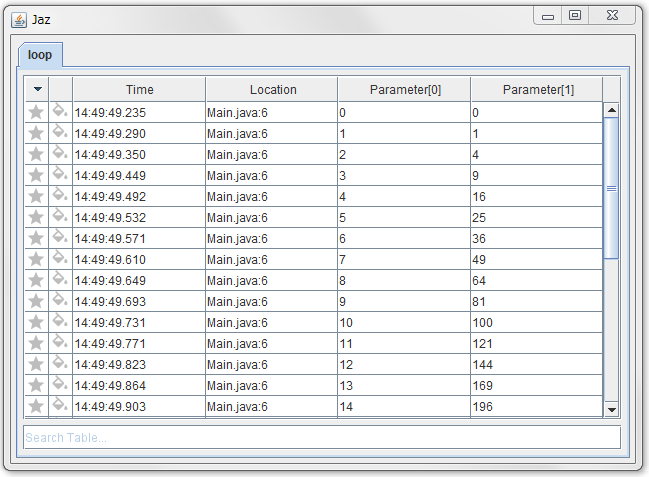 Jaz
loop
Time Location Parameter[0] Parameter[1]
14:49:49.235 Main.java:6 0 0
14:49:49.290 Main.java:6 1 1
14:49:49.350 Main.java:6 2 4
14:49:49.449 Main.java:6 3 9
14:49:49.492 Main.java:6 4 16
14:49:49.532 Main.java:6 5 25
14:49:49.571 Main.java:6 6 36
14:49:49.610 Main.java:6 7 49
14:49:49.649 Main.java:6 8 64
14:49:49.693 Main.java:6 9 81
14:49:49.731 Main.java:6 10 100
14:49:49.771 Main.java:6 11 121
14:49:49.823 Main.java:6 12 144
14:49:49.864 Main.java:6 13 169
14:49:49.903 Main.java:6 14 196
Search Table...